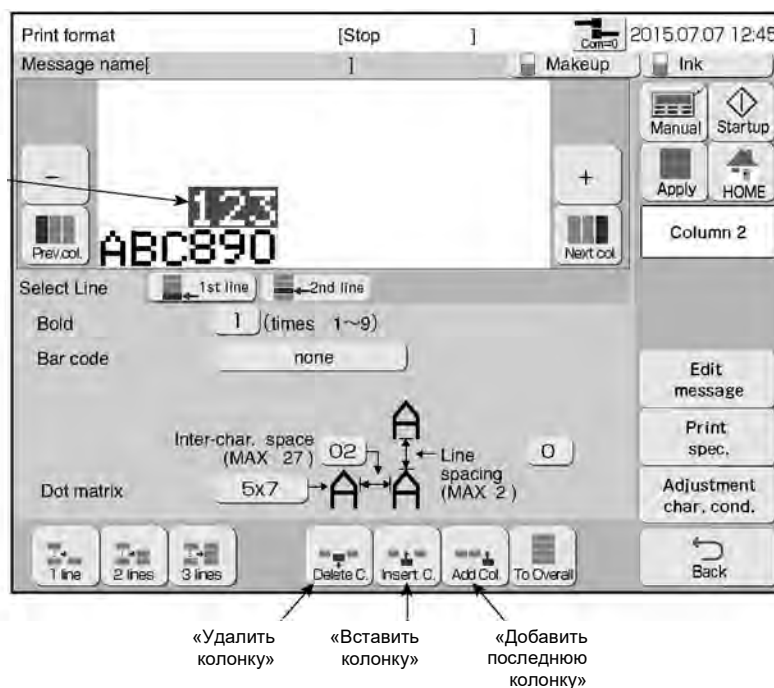 Print format [Stop ] Com=0 2015.07.07 12:45
Message name[ ] Makeup Ink
Manual Startup
- +
Apply HOME
123
Prev.col. ABC890 Next col. Column 2
Select Line 1st line 2nd line
Bold 1 (times 1~9)
Bar code none
Edit
message
Inter-char. space
(MAX 27) 02
Line
spacing
(MAX 2)
0
Print
spec.
Dot matrix 5x7
Adjustment
char. cond.
1 line 2 lines 3 lines Delete C. Insert C. Add Col. To Overall Back
«Удалить
колонку»
«Вставить
колонку»
«Добавить
последнюю
колонку»